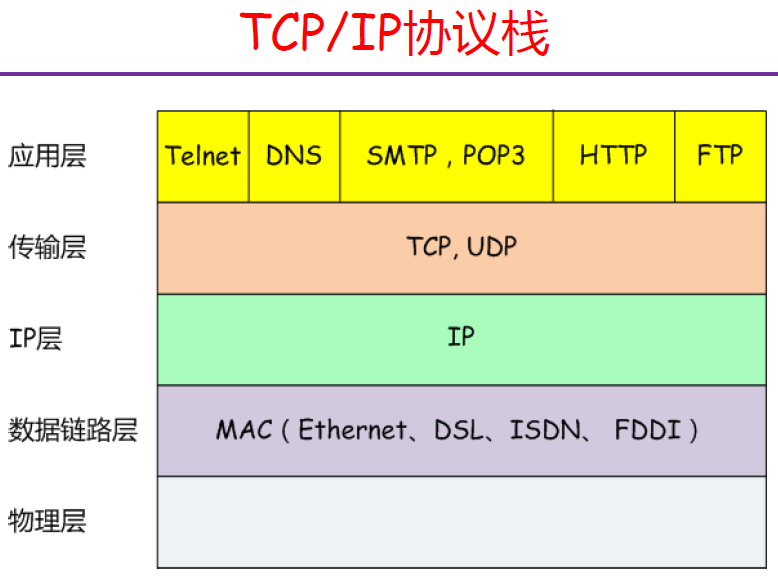 TCP/IP协议栈
应用层 Telnet DNS SMTP , POP3 HTTP FTP
传输层 TCP, UDP
IP层 IP
数据链路层 MAC ( Ethernet、DSL、ISDN、 FDDI )
物理层